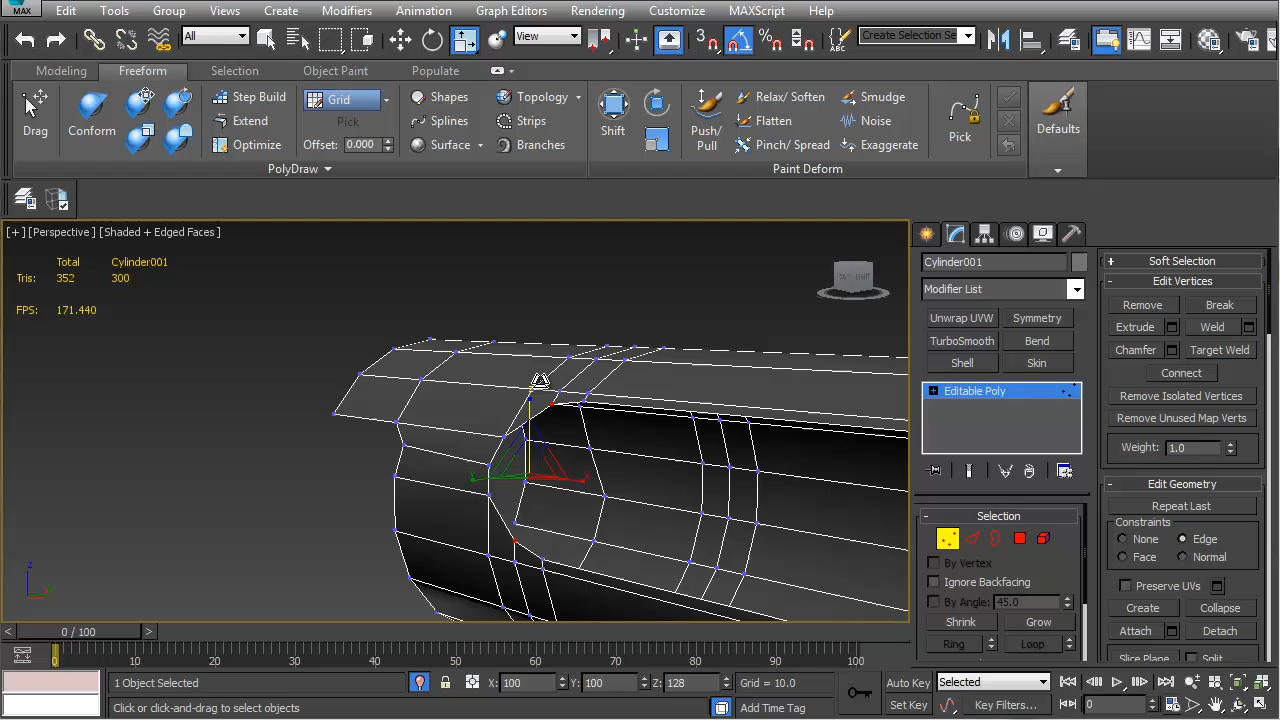 MAX Edit Tools Group Views Create Modifiers Animation Graph Editors Rendering Customize MAXScript Help
All View 3 % ABC Create Selection Se
Modeling Freeform Selection Object Paint Populate
Drag Conform Step Build Grid Shapes Topology Shift Push/ Pull Relax/ Soften Smudge Pick Defaults
Extend Pick Splines Strips Flatten Noise
Optimize Offset: 0.000 Surface Branches Pinch/ Spread Exaggerate
PolyDraw Paint Deform
[+] [Perspective] [Shaded + Edged Faces]
Total Cylinder001
Tris: 352 300
FPS: 171.440
z
Cylinder001
Modifier List
Unwrap UVW Symmetry
TurboSmooth Bend
Shell Skin
Editable Poly
Selection
By Vertex
Ignore Backfacing
By Angle: 45.0
Shrink Grow
Ring Loop
+ Soft Selection
- Edit Vertices
Remove Break
Extrude Weld
Chamfer Target Weld
Connect
Remove Isolated Vertices
Remove Unused Map Verts
Weight: 1.0
- Edit Geometry
Repeat Last
Constraints
None Edge
Face Normal
Preserve UVs
Create Collapse
Attach Detach
Slice Plane Split
< 0 / 100 >
0 10 20 30 40 50 60 70 80 90 100
1 Object Selected X: 100 Y: 100 Z: 128 Grid = 10.0 Auto Key Selected
Click or click-and-drag to select objects Add Time Tag Set Key Key Filters... 0